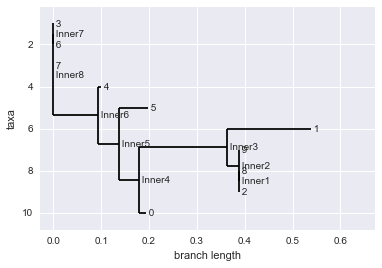 3
Inner7
2
6
7
Inner8
4
4
Inner6
5
taxa
6
1
Inner5
Inner3
9
8
Inner2
8
Inner4
Inner1
2
10
0
0.0 0.1 0.2 0.3 0.4 0.5 0.6
branch length